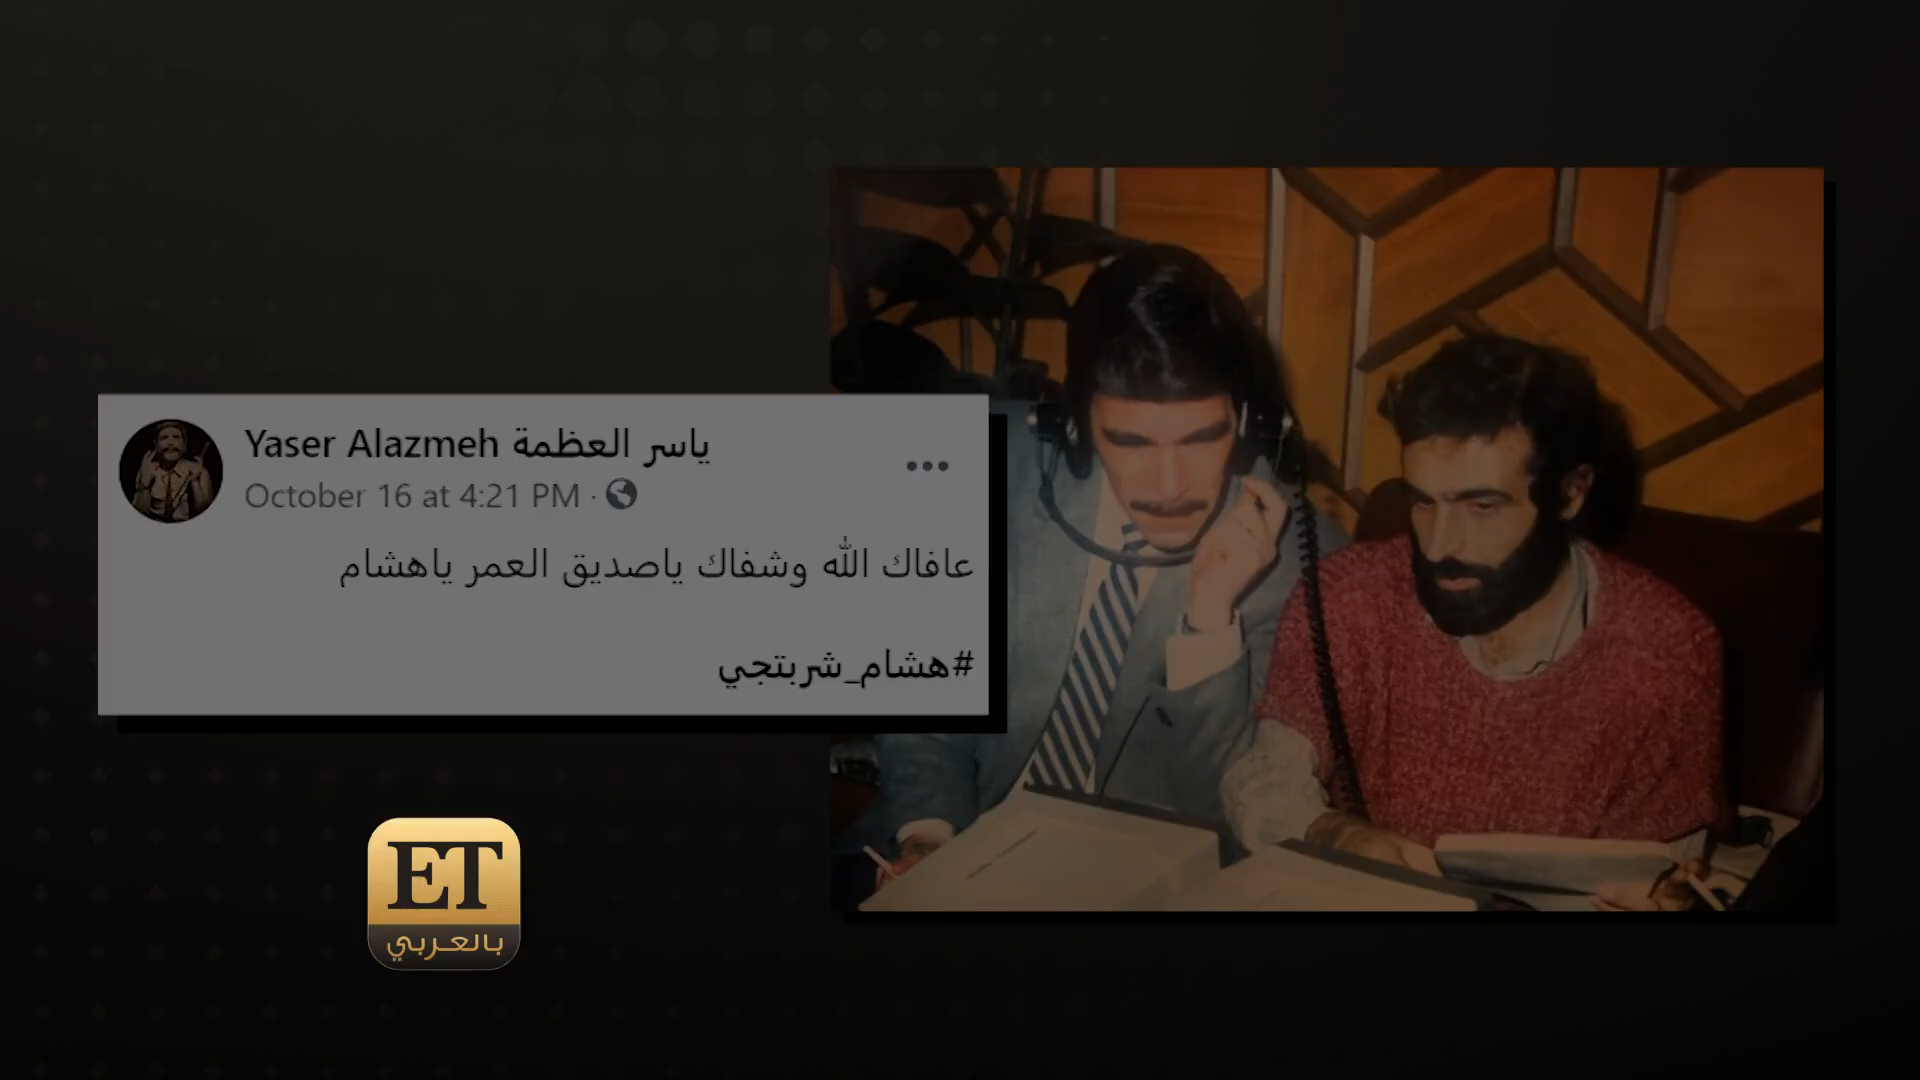 Yaser Alazmeh ياسر العظمة
October 16 at 4:21 PM ·
عافاك الله وشفاك ياصديق العمر ياهشام
#هشام_شربتجي
ET
بالعربي